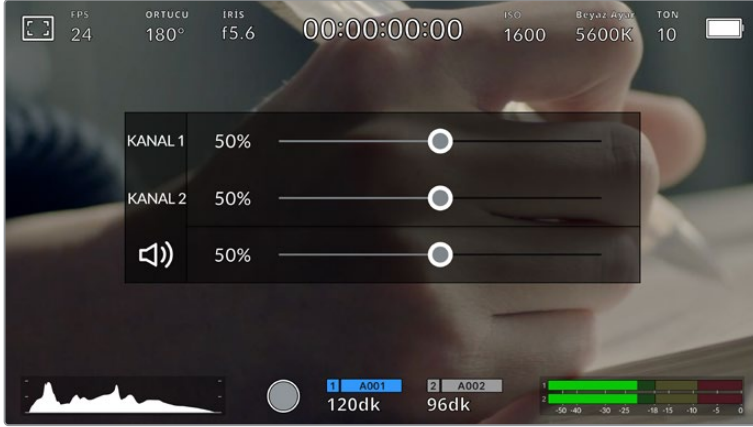 FPS ORTUCU IRIS ISO Beyaz Ayar TON
24 180° f5.6 00:00:00:00 1600 5600K 10
KANAL 1 50%
KANAL 2 50%
50%
1 A001 2 A002
120dk 96dk
1
2
-50 -40 -30 -25 -18 -15 -10 -5 0